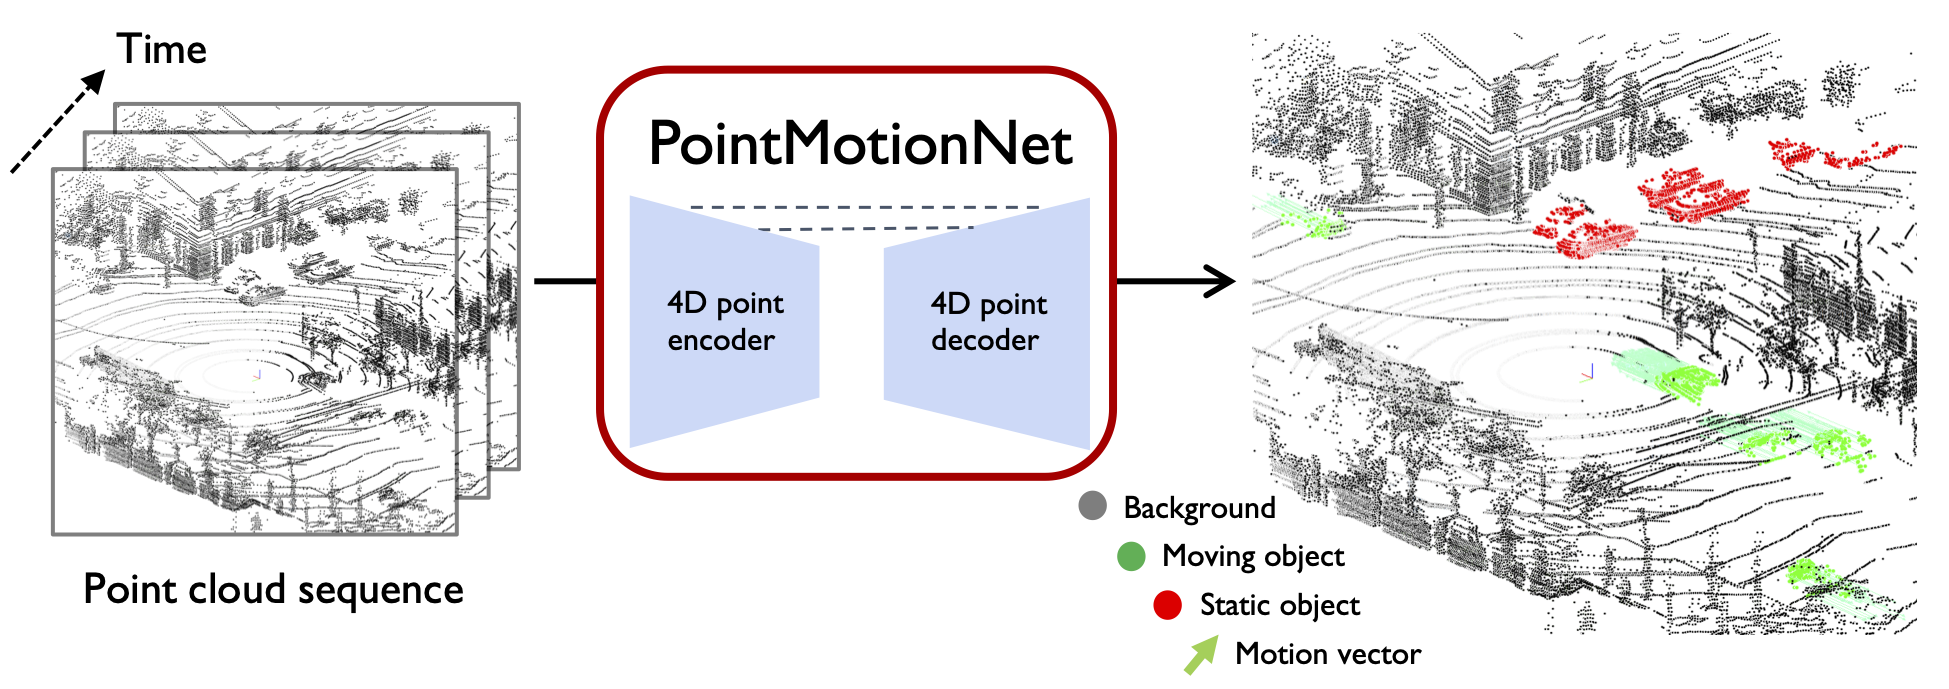 Time
Point cloud sequence
PointMotionNet
4D point
encoder
4D point
decoder
Background
Moving object
Static object
Motion vector